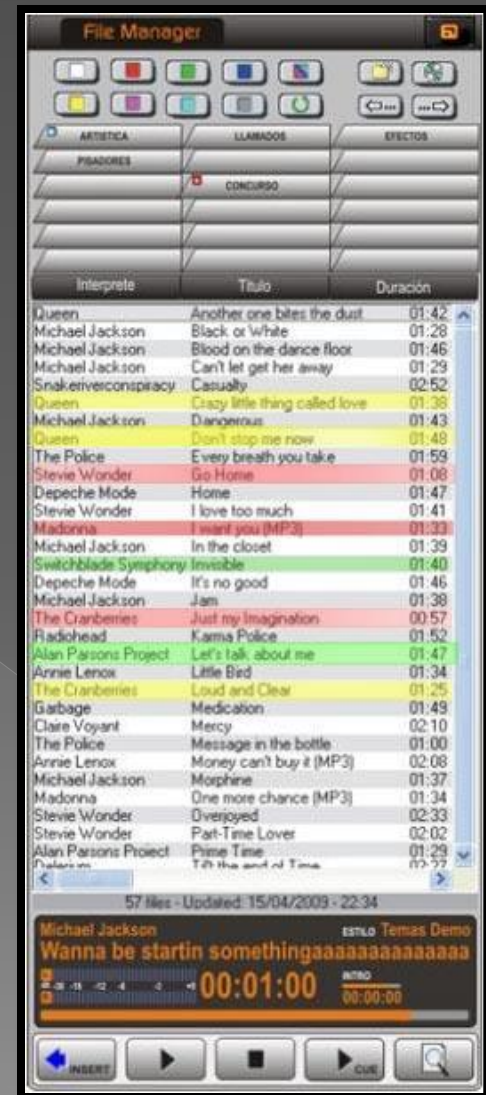 File Manager
ARTISTICA LLAMADOS EFECTOS
PISADORES
CONCURSO
Interprete Titulo Duración
Queen Another one bites the dust 01:42
Michael Jackson Black or White 01:28
Michael Jackson Blood on the dance floor 01:46
Michael Jackson Can't let get her away 01:29
Snakeriverconspiracy Casualty 02:52
Queen Crazy little thing called love 01:38
Michael Jackson Dangerous 01:43
Queen Don't stop me now 01:48
The Police Every breath you take 01:59
Stevie Wonder Go Home 01:08
Depeche Mode Home 01:47
Stevie Wonder I love too much 01:41
Madonna I want you (MP3) 01:33
Michael Jackson In the closet 01:39
Switchblade Symphony Invisible 01:40
Depeche Mode It's no good 01:46
Michael Jackson Jam 01:38
The Cranberries Just my Imagination 00:57
Radiohead Karma Police 01:52
Alan Parsons Project Let's talk about me 01:47
Annie Lenox Little Bird 01:34
The Cranberries Loud and Clear 01:25
Garbage Medication 01:49
Claire Voyant Mercy 02:10
The Police Message in the bottle 01:00
Annie Lenox Money can't buy it (MP3) 02:08
Michael Jackson Morphine 01:37
Madonna One more chance (MP3) 01:34
Stevie Wonder Overjoyed 02:33
Stevie Wonder Part-Time Lover 02:02
Alan Parsons Project Prime Time 01:29
Delerium Till the end of Time 02:27
57 files - Updated: 15/04/2009 - 22:34
Michael Jackson ESTILO Temas Demo
Wanna be startin somethingaaaaaaaaaaaaaa
00:01:00 INTRO
00:00:00
INSERT CUE